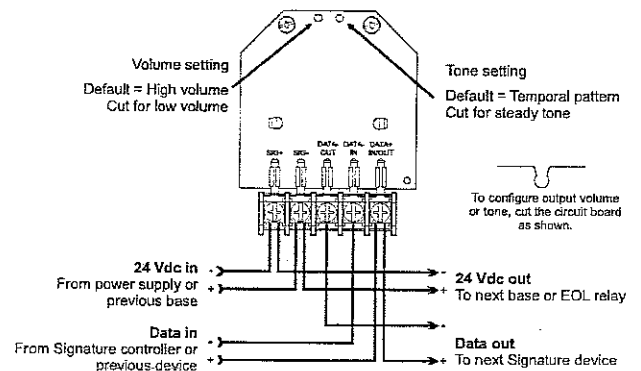 Volume setting
Default = High volume
Cut for low volume
Tone setting
Default = Temporal pattern
Cut for steady tone
SIG+ SIG- DATA- OUT DATA- IN DATA+ IN/OUT
To configure output volume
or tone, cut the circuit board
as shown.
24 Vdc in -
From power supply or +
previous base
- 24 Vdc out
+ To next base or EOL relay
Data in -
From Signature controller or +
previous device
-
Data out
+ To next Signature device